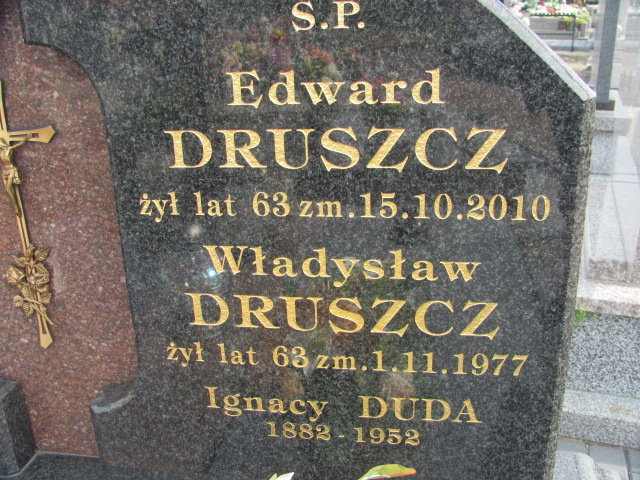 Ś.P.
Edward
DRUSZCZ
żył lat 63 zm.15.10.2010
Władysław
DRUSZCZ
żył lat 63 zm.1.11.1977
Ignacy DUDA
1882 - 1952